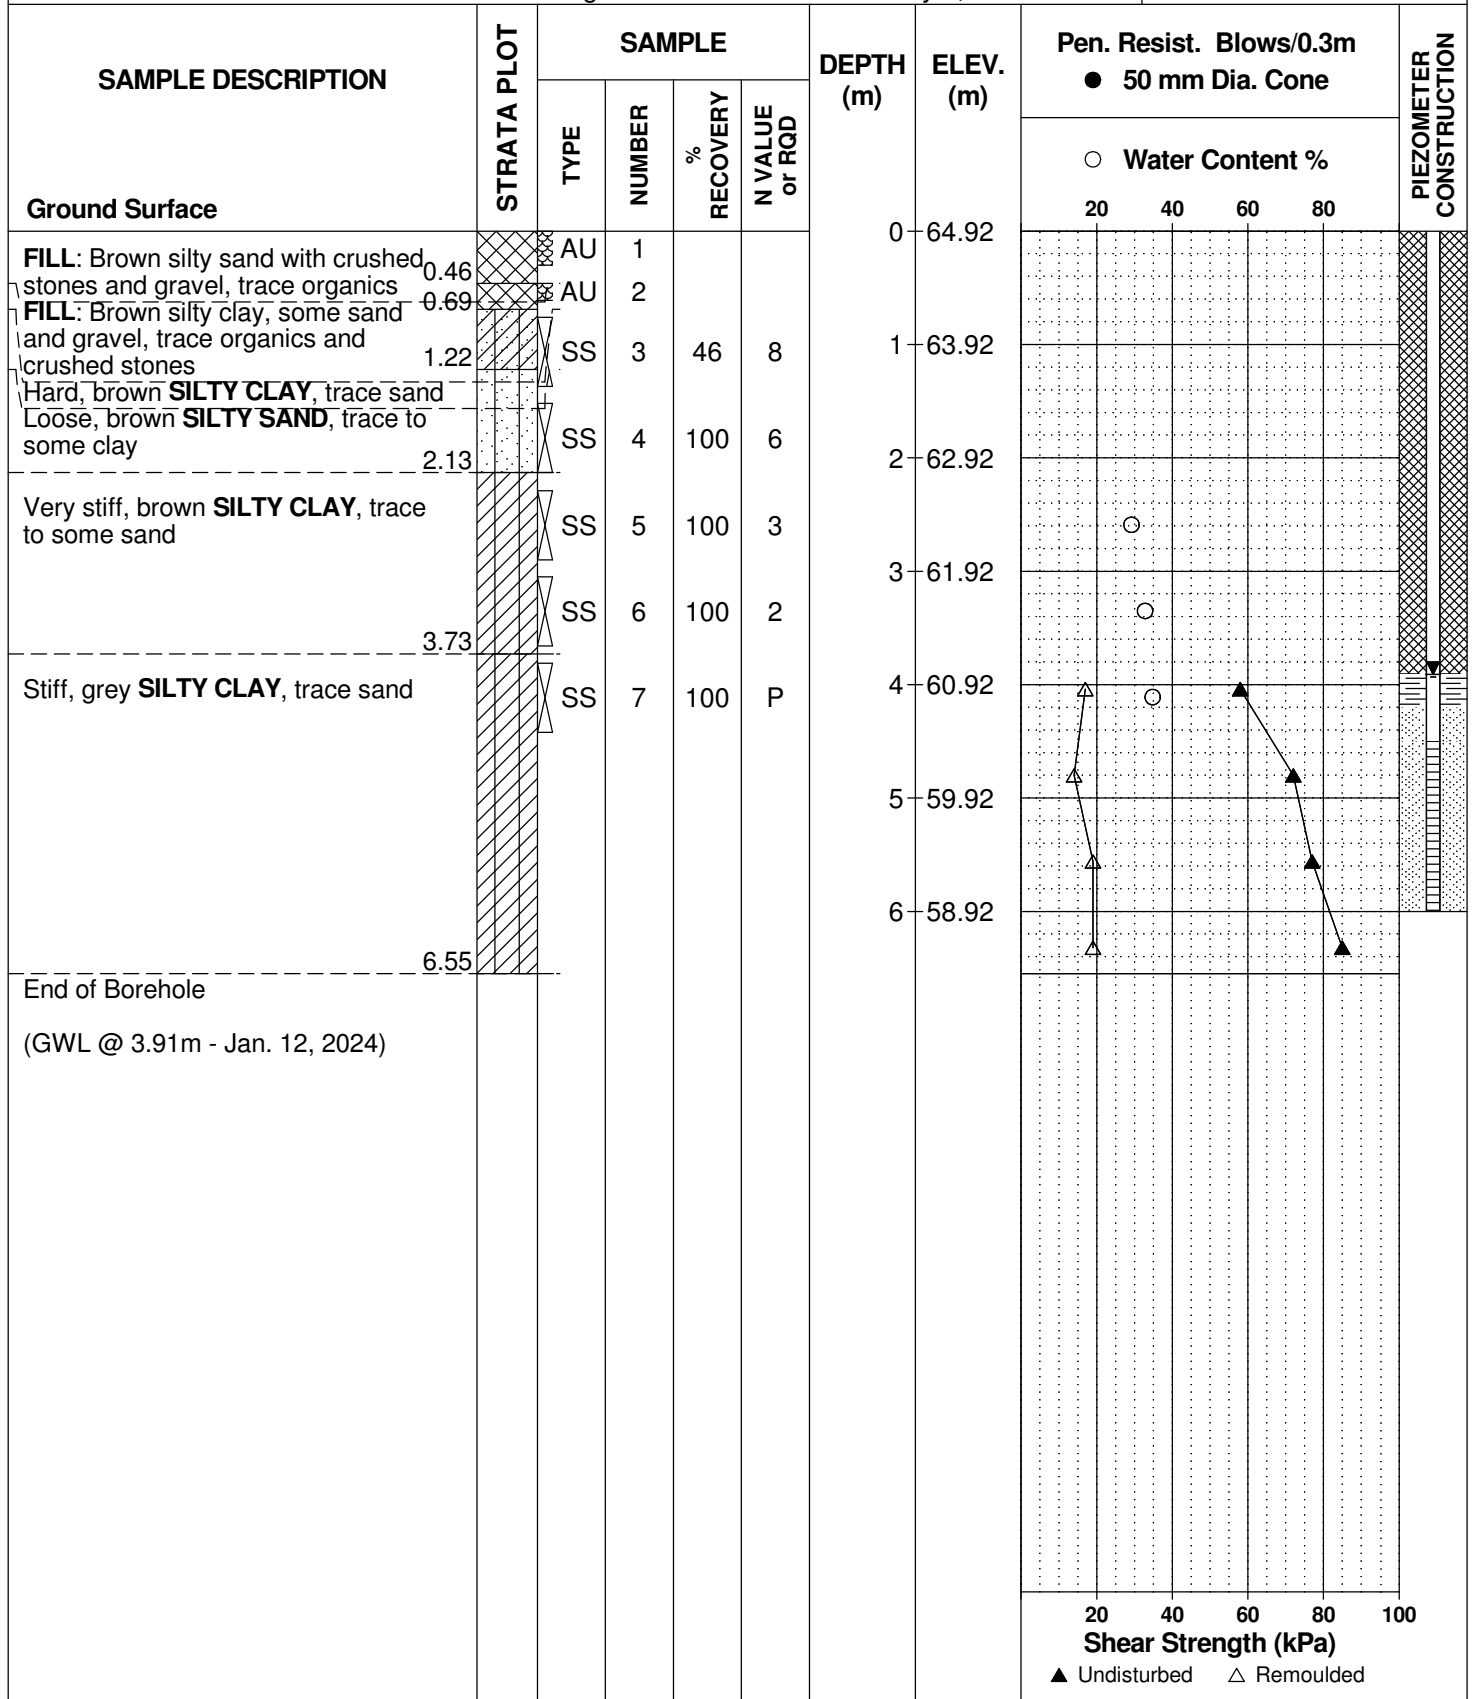 SAMPLE DESCRIPTION
STRATA PLOT
SAMPLE
TYPE
NUMBER
%
RECOVERY
N VALUE
or RQD
DEPTH
(m)
ELEV.
(m)
Pen. Resist. Blows/0.3m
● 50 mm Dia. Cone
○ Water Content %
20 40 60 80
PIEZOMETER
CONSTRUCTION
Ground Surface
0 64.92
FILL: Brown silty sand with crushed
stones and gravel, trace organics
0.46
AU 1
FILL: Brown silty clay, some sand
and gravel, trace organics and
crushed stones
0.69
AU 2
Hard, brown SILTY CLAY, trace sand
1.22
SS 3 46 8
1 63.92
Loose, brown SILTY SAND, trace to
some clay
2.13
SS 4 100 6
2 62.92
Very stiff, brown SILTY CLAY, trace
to some sand
SS 5 100 3
3 61.92
SS 6 100 2
3.73
Stiff, grey SILTY CLAY, trace sand
SS 7 100 P
4 60.92
5 59.92
6 58.92
6.55
End of Borehole
(GWL @ 3.91m - Jan. 12, 2024)
20 40 60 80 100
Shear Strength (kPa)
▲ Undisturbed △ Remoulded